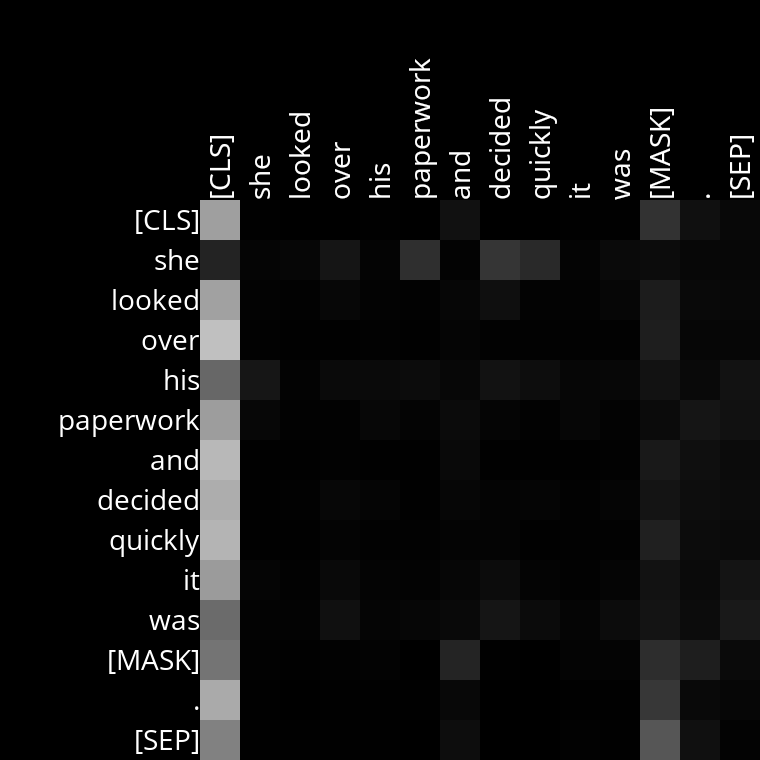 [CLS] she looked over his paperwork and decided quickly it was [MASK] . [SEP]
[CLS]
she
looked
over
his
paperwork
and
decided
quickly
it
was
[MASK]
.
[SEP]